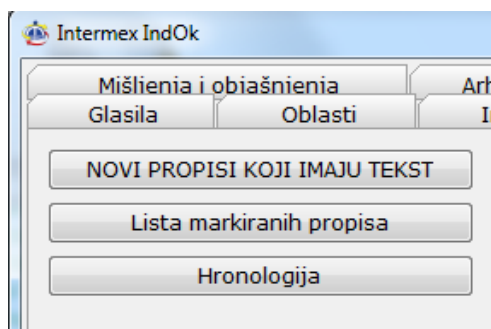 Intermex IndOk
Mišljenja i objašnjenja
Glasila Oblasti
NOVI PROPISI KOJI IMAJU TEKST
Lista markiranih propisa
Hronologija